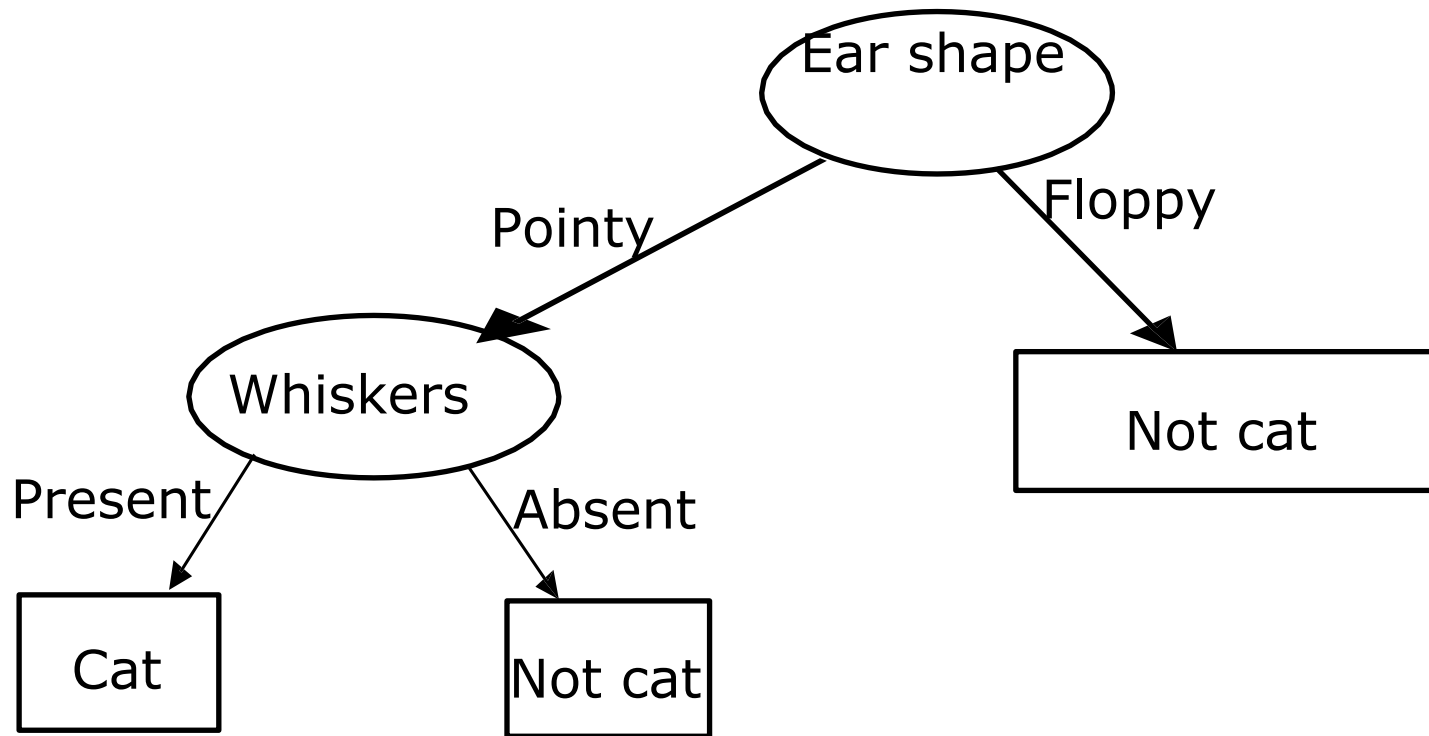 Ear shape
Pointy
Floppy
Whiskers
Not cat
Present
Absent
Cat
Not cat